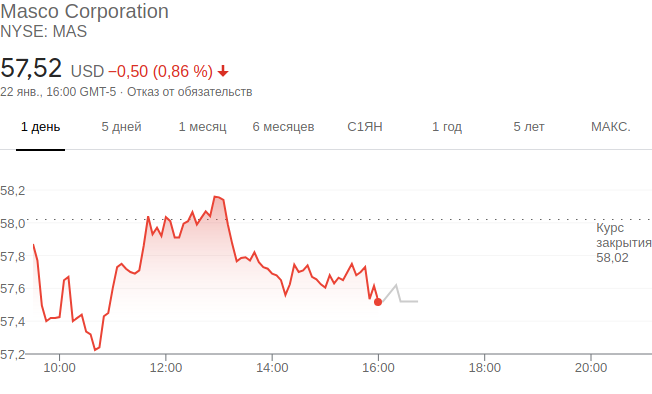 Masco Corporation
NYSE: MAS
57,52 USD −0,50 (0,86 %)
22 янв., 16:00 GMT-5 · Отказ от обязательств
1 день 5 дней 1 месяц 6 месяцев С1ЯН 1 год 5 лет МАКС.
58,2
58,0
Курс
закрытия
58,02
57,8
57,6
57,4
57,2
10:00 12:00 14:00 16:00 18:00 20:00